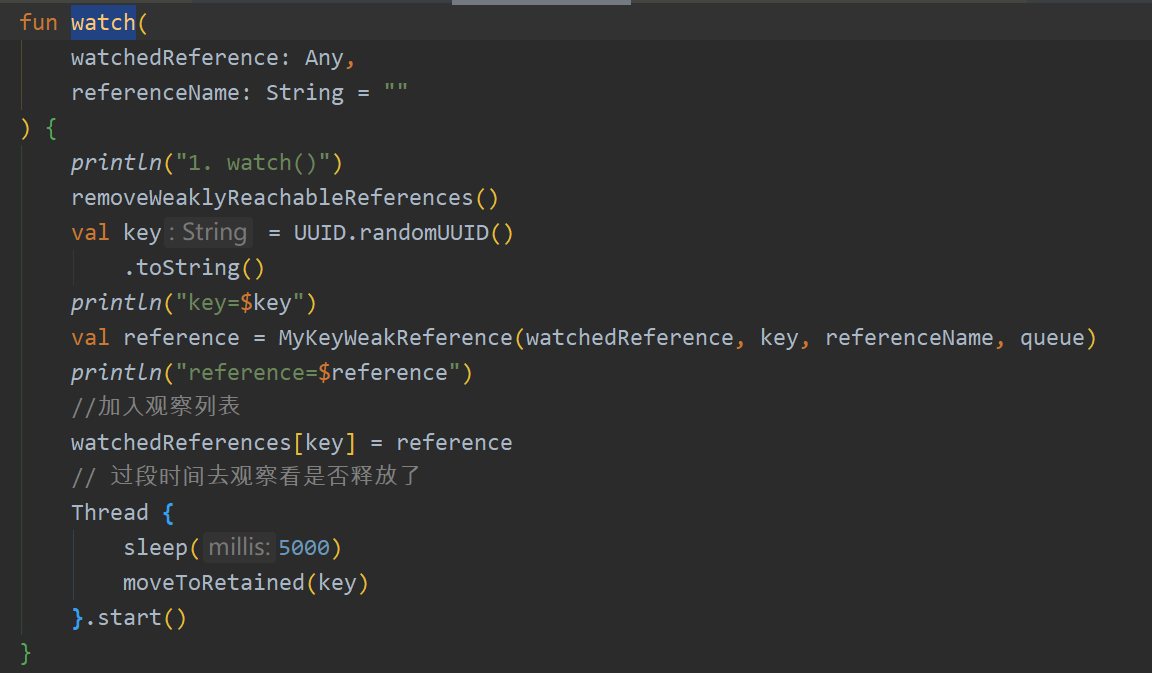 fun watch(
    watchedReference: Any,
    referenceName: String = ""
) {
    println("1. watch()")
    removeWeaklyReachableReferences()
    val key : String = UUID.randomUUID()
        .toString()
    println("key=$key")
    val reference = MyKeyWeakReference(watchedReference, key, referenceName, queue)
    println("reference=$reference")
    //加入观察列表
    watchedReferences[key] = reference
    // 过段时间去观察看是否释放了
    Thread {
        sleep( millis: 5000)
        moveToRetained(key)
    }.start()
}